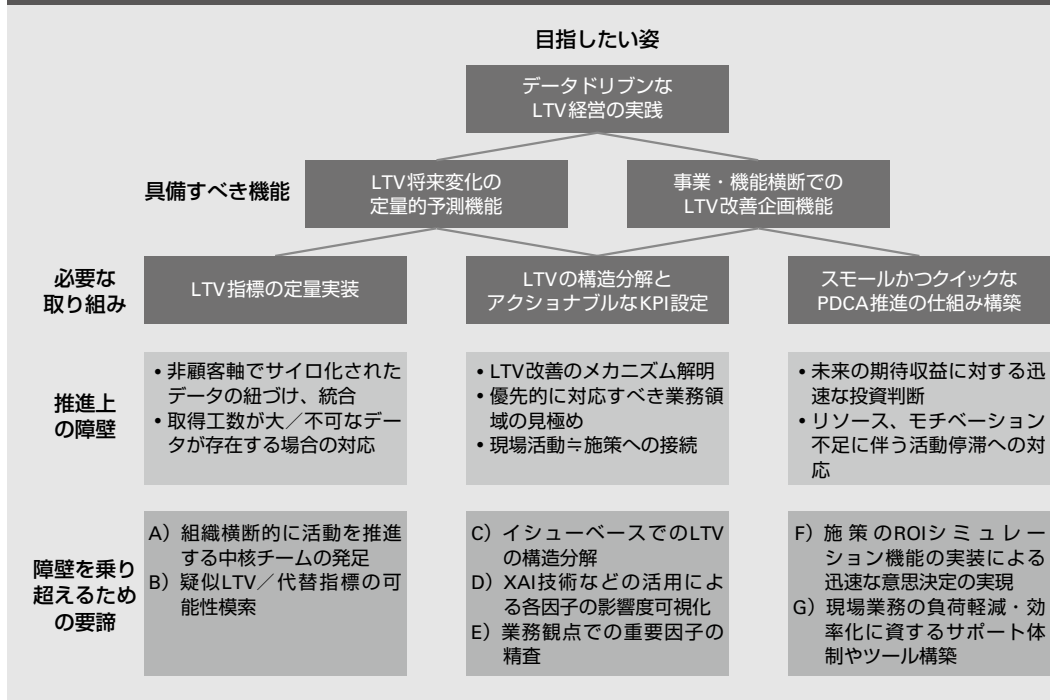 目指したい姿
データドリブンな
LTV経営の実践
具備すべき機能
LTV将来変化の
定量的予測機能
事業・機能横断での
LTV改善企画機能
必要な
取り組み
LTV指標の定量実装
LTVの構造分解と
アクショナブルなKPI設定
スモールかつクイックな
PDCA推進の仕組み構築
推進上
の障壁
•非顧客軸でサイロ化された
データの紐づけ、統合
•取得工数が大／不可なデー
タが存在する場合の対応
•LTV改善のメカニズム解明
•優先的に対応すべき業務領
域の見極め
•現場活動≒施策への接続
•未来の期待収益に対する迅
速な投資判断
•リソース、モチベーション
不足に伴う活動停滞への対
応
障壁を乗り
超えるため
の要諦
A）組織横断的に活動を推進
する中核チームの発足
B）疑似LTV／代替指標の可
能性模索
C）イシューベースでのLTV
の構造分解
D）XAI技術などの活用によ
る各因子の影響度可視化
E）業務観点での重要因子の
精査
F）施策のROIシミュレー
ション機能の実装による
迅速な意思決定の実現
G）現場業務の負荷軽減・効
率化に資するサポート体
制やツール構築